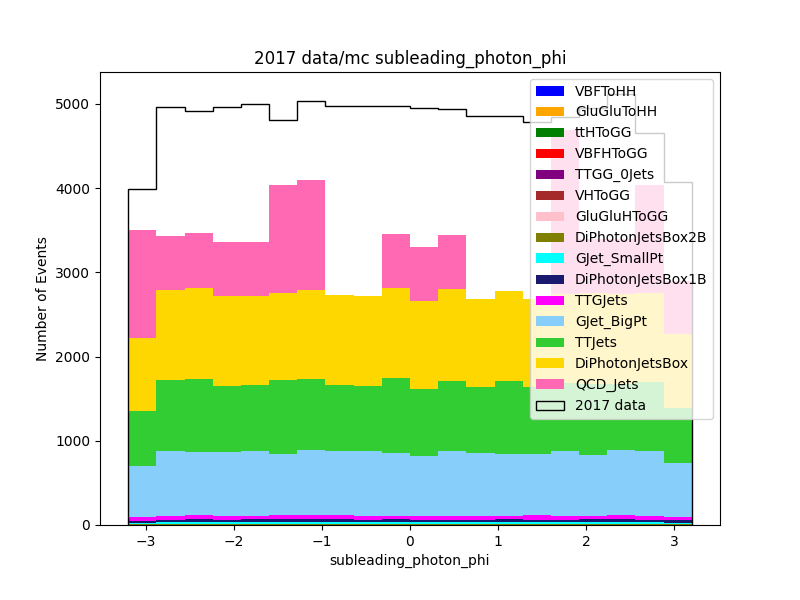 2017 data/mc subleading_photon_phi
Number of Events
5000
4000
3000
2000
1000
0
−3
−2
−1
0
1
2
3
subleading_photon_phi
VBFToHH
GluGluToHH
ttHToGG
VBFHToGG
TTGG_0Jets
VHToGG
GluGluHToGG
DiPhotonJetsBox2B
GJet_SmallPt
DiPhotonJetsBox1B
TTGJets
GJet_BigPt
TTJets
DiPhotonJetsBox
QCD_Jets
2017 data